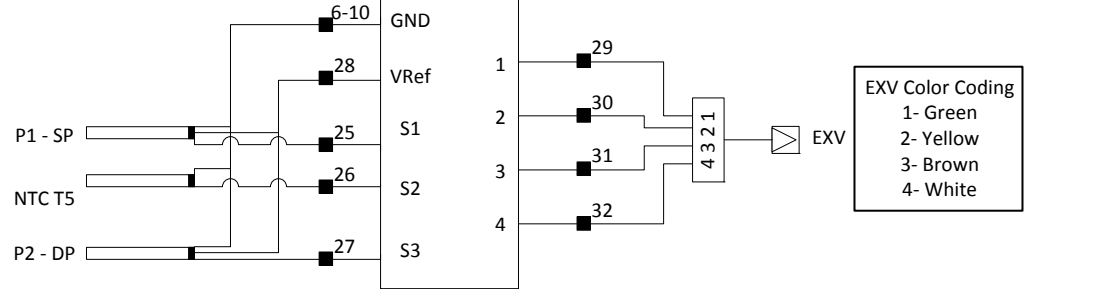 6-10
GND
28
VRef
P1 - SP
25
S1
26
S2
NTC T5
P2 - DP
27
S3
1
29
2
30
3
31
4
32
4 3 2 1
EXV
EXV Color Coding
1- Green
2- Yellow
3- Brown
4- White